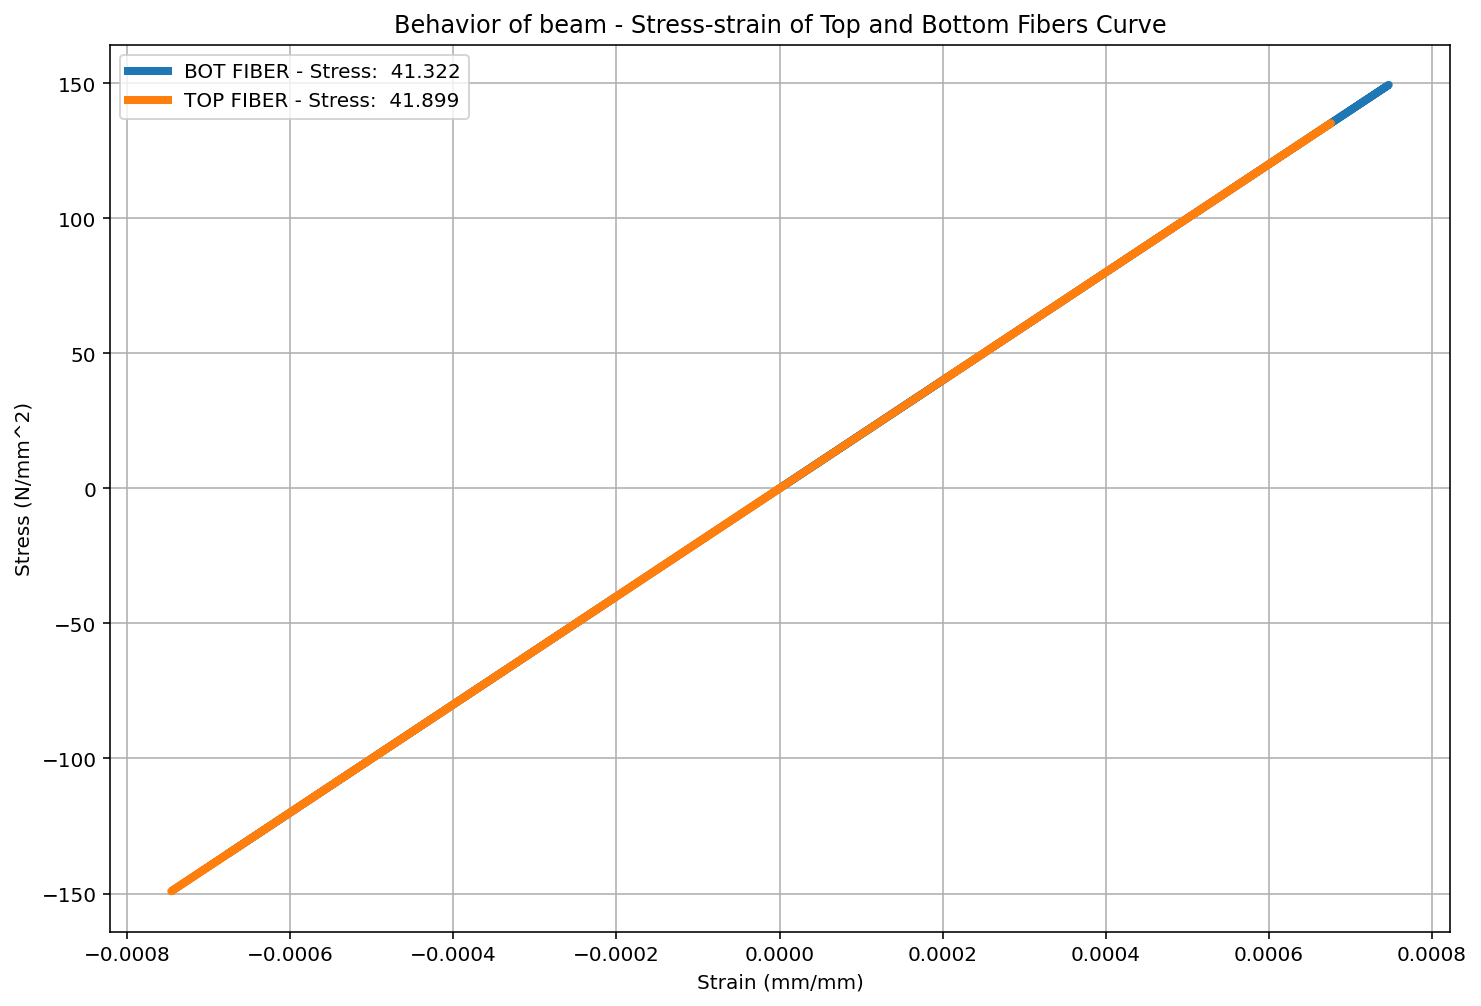 Behavior of beam - Stress-strain of Top and Bottom Fibers Curve
BOT FIBER - Stress:  41.322
TOP FIBER - Stress:  41.899
150
100
50
0
−50
−100
−150
Stress (N/mm^2)
−0.0008 −0.0006 −0.0004 −0.0002 0.0000 0.0002 0.0004 0.0006 0.0008
Strain (mm/mm)